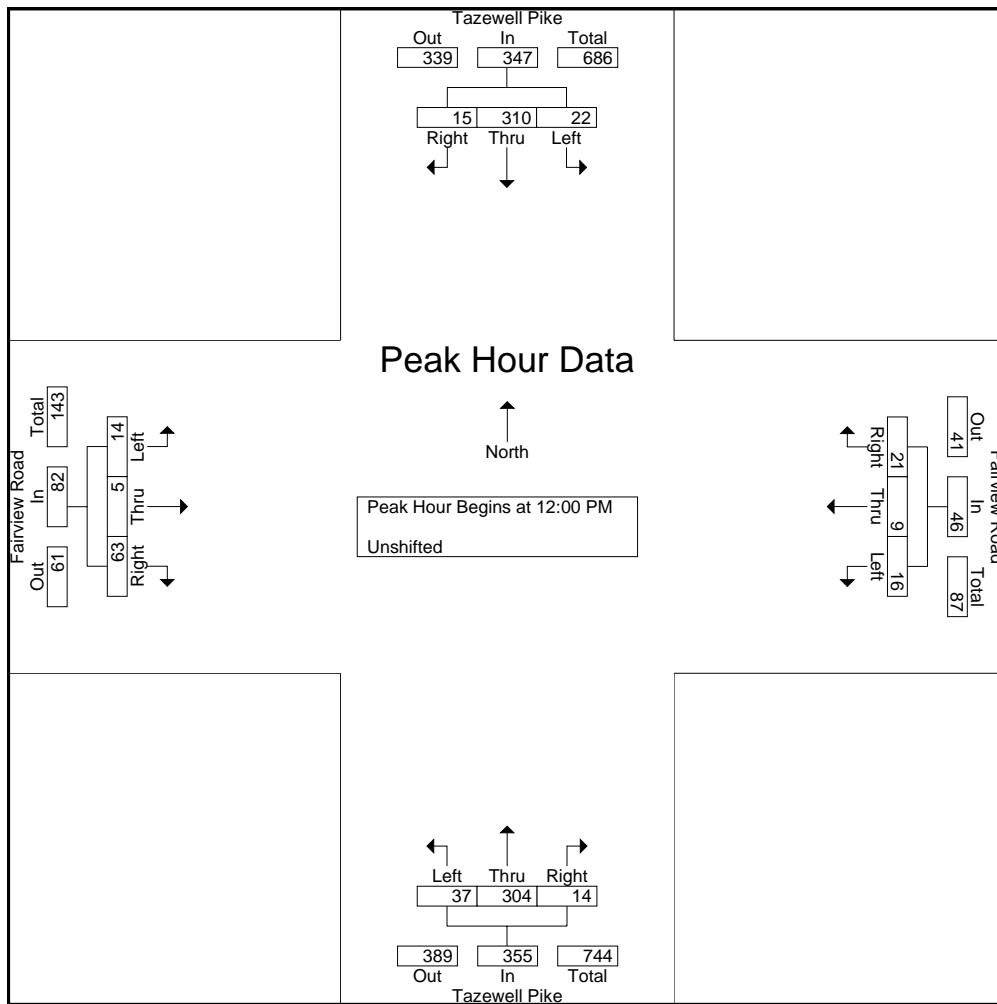 Tazewell Pike
Out In Total
339 347 686
15 310 22
Right Thru Left
Peak Hour Data
North
Peak Hour Begins at 12:00 PM
Unshifted
Fairview Road
Total In Out
143 82 61
14 5 63
Left Thru Right
Right Thru Left
21 9 16
Out In Total
41 46 87
Fairview Road
Left Thru Right
37 304 14
389 355 744
Out In Total
Tazewell Pike